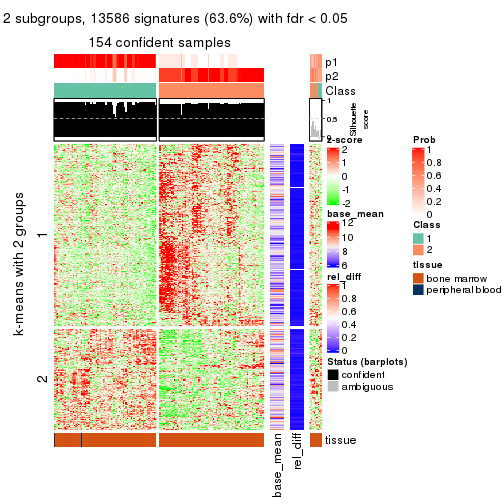 2 subgroups, 13586 signatures (63.6%) with fdr < 0.05
154 confident samples
p1
p2
Class
1
0.5
0
Silhouette
score
k-means with 2 groups
1
2
base_mean
rel_diff
tissue
z-score
2
1
0
-1
-2
base_mean
12
10
8
6
rel_diff
1
0.8
0.6
0.4
0.2
0
Status (barplots)
confident
ambiguous
Prob
1
0.8
0.6
0.4
0.2
0
Class
1
2
tissue
bone marrow
peripheral blood